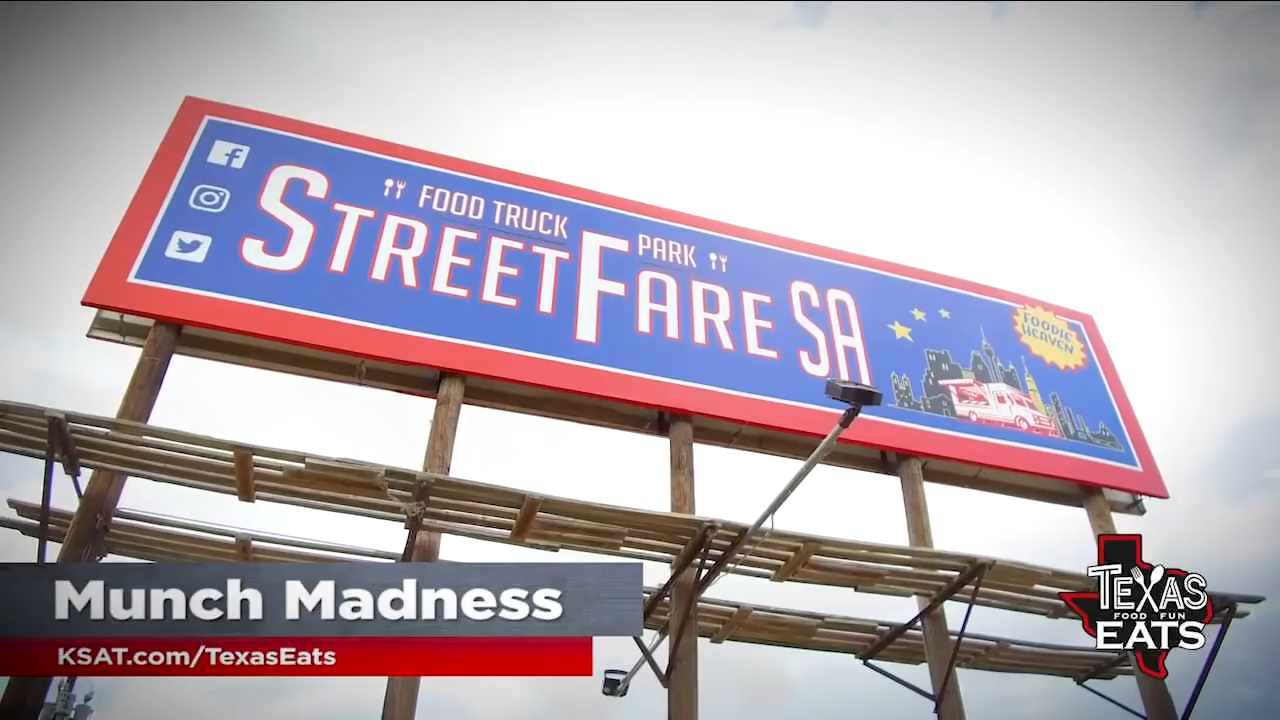 FOOD TRUCK PARK
STREETFARE SA
FOODIE
HEAVEN
Munch Madness
KSAT.com/TexasEats
TEXAS
FOOD FUN
EATS